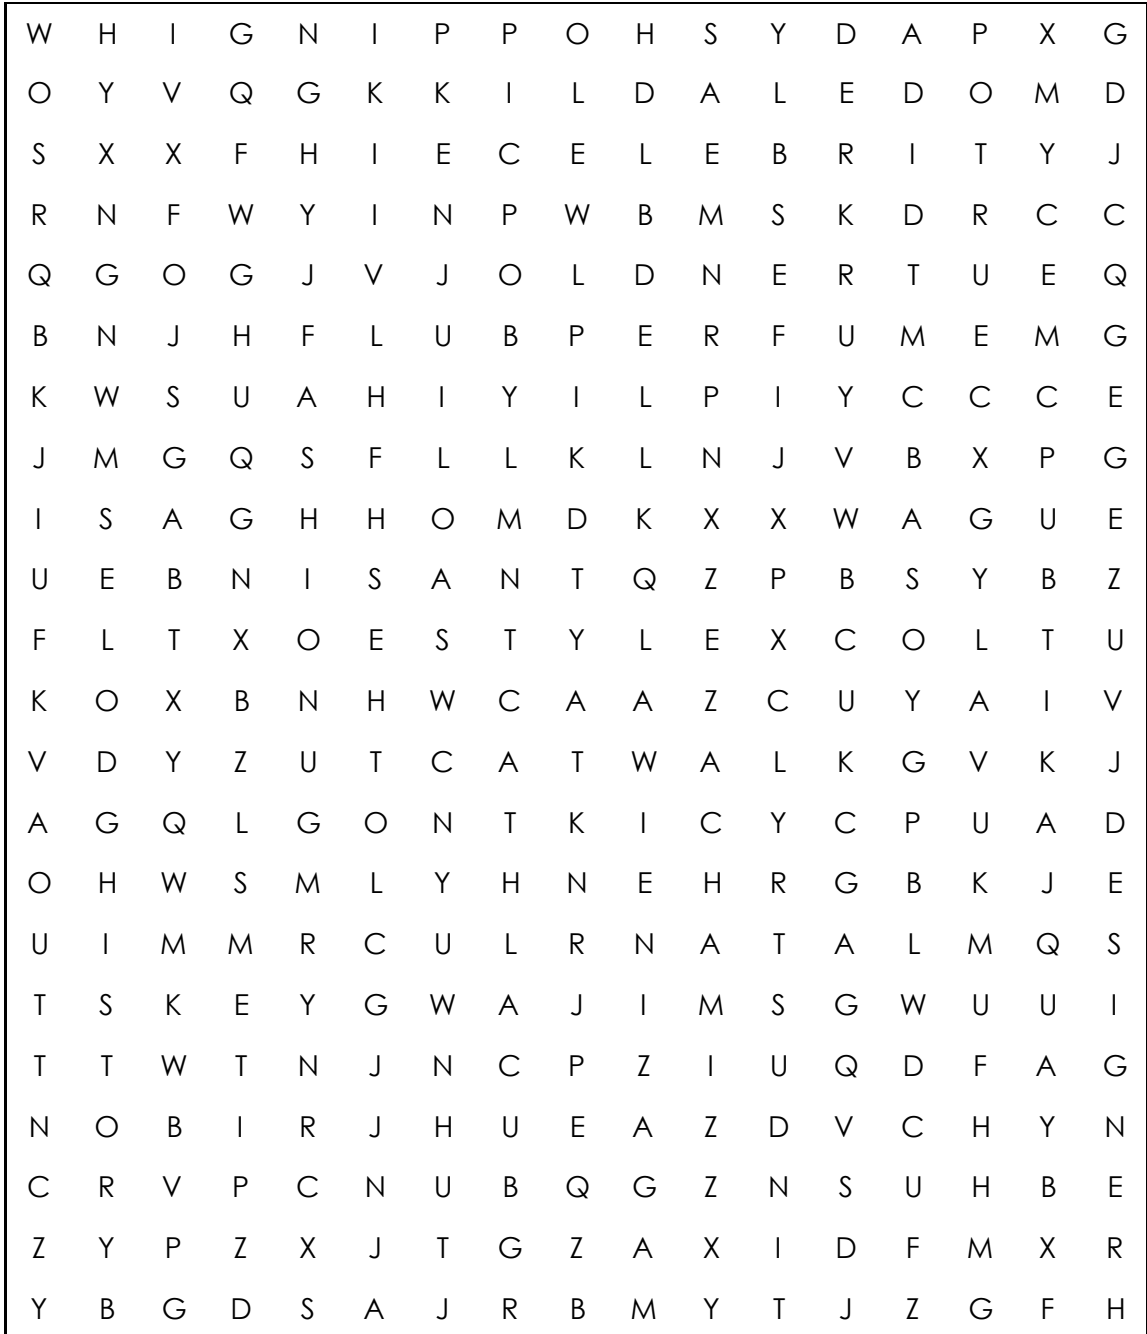 W H I G N I P P O H S Y D A P X G
O Y V Q G K K I L D A L E D O M D
S X X F H I E C E L E B R I T Y J
R N F W Y I N P W B M S K D R C C
Q G O G J V J O L D N E R T U E Q
B N J H F L U B P E R F U M E M G
K W S U A H I Y I L P I Y C C C E
J M G Q S F L L K L N J V B X P G
I S A G H H O M D K X X W A G U E
U E B N I S A N T Q Z P B S Y B Z
F L T X O E S T Y L E X C O L T U
K O X B N H W C A A Z C U Y A I V
V D Y Z U T C A T W A L K G V K J
A G Q L G O N T K I C Y C P U A D
O H W S M L Y H N E H R G B K J E
U I M M R C U L R N A T A L M Q S
T S K E Y G W A J I M S G W U U I
T T W T N J N C P Z I U Q D F A G
N O B I R J H U E A Z D V C H Y N
C R V P C N U B Q G Z N S U H B E
Z Y P Z X J T G Z A X I D F M X R
Y B G D S A J R B M Y T J Z G F H